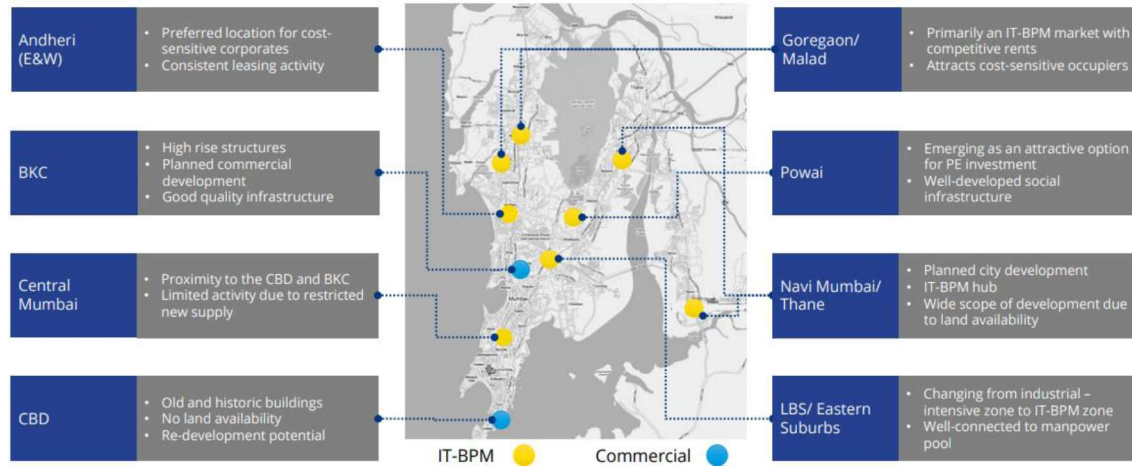 Andheri
(E&W)
• Preferred location for cost-
sensitive corporates
• Consistent leasing activity
BKC
• High rise structures
• Planned commercial
development
• Good quality infrastructure
Central
Mumbai
• Proximity to the CBD and BKC
• Limited activity due to restricted
new supply
CBD
• Old and historic buildings
• No land availability
• Re-development potential
Thane
Mumbai
IT-BPM
Commercial
Goregaon/
Malad
• Primarily an IT-BPM market with
competitive rents
• Attracts cost-sensitive occupiers
Powai
• Emerging as an attractive option
for PE investment
• Well-developed social
infrastructure
Navi Mumbai/
Thane
• Planned city development
• IT-BPM hub
• Wide scope of development due
to land availability
LBS/ Eastern
Suburbs
• Changing from industrial –
intensive zone to IT-BPM zone
• Well-connected to manpower
pool